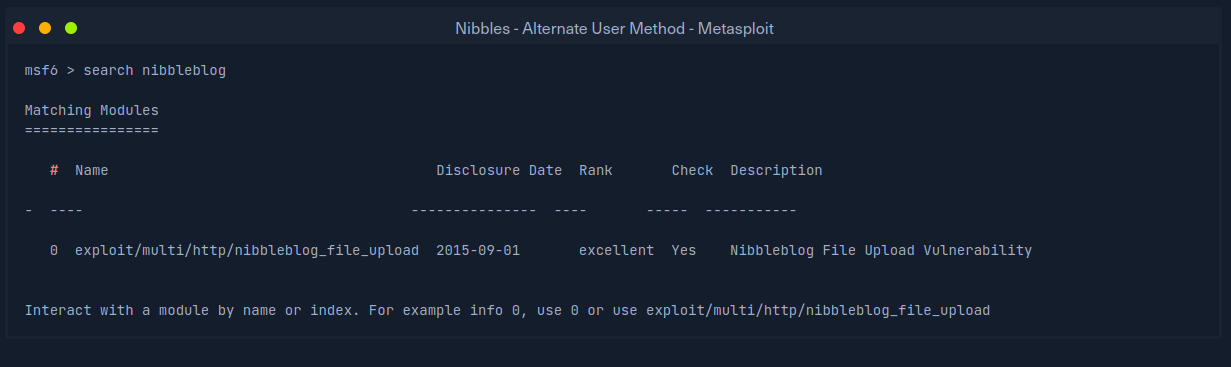 Nibbles - Alternate User Method - Metasploit
msf6 > search nibbleblog
Matching Modules
================
#  Name                                       Disclosure Date  Rank       Check  Description
-  ----                                       ---------------  ----       -----  -----------
0  exploit/multi/http/nibbleblog_file_upload  2015-09-01       excellent  Yes    Nibbleblog File Upload Vulnerability
Interact with a module by name or index. For example info 0, use 0 or use exploit/multi/http/nibbleblog_file_upload